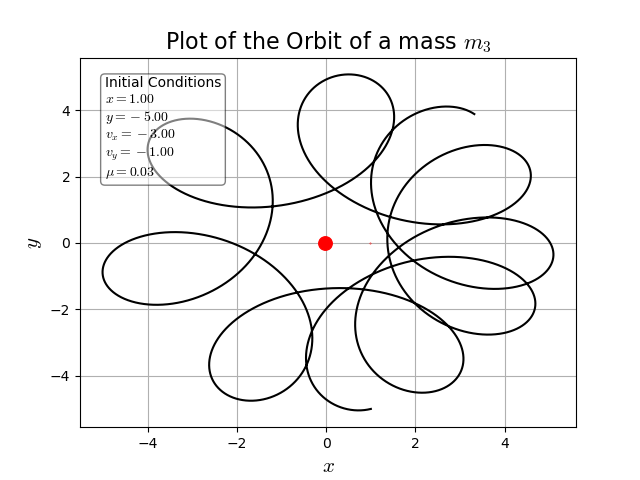 Plot of the Orbit of a mass m₃
Initial Conditions
x = 1.00
y = − 5.00
vₓ = − 3.00
v_y = − 1.00
μ = 0.03
4
2
0
−2
−4
y
−4 −2 0 2 4
x